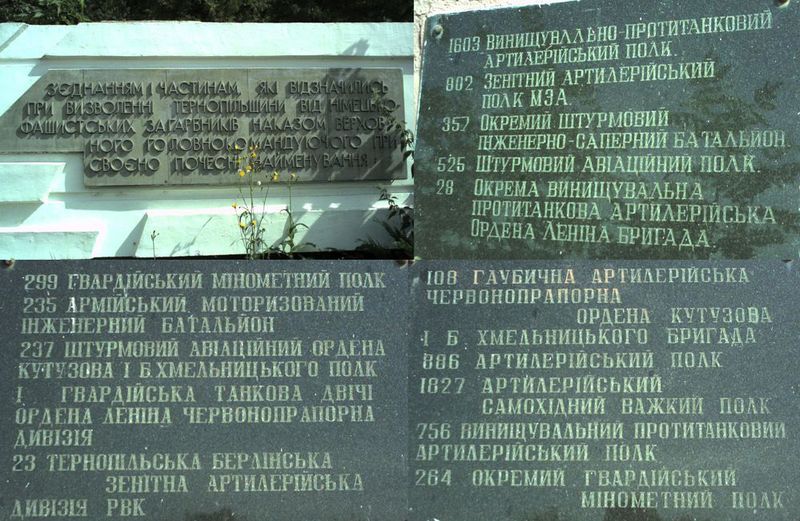 З'ЄДНАННЯМ І ЧАСТИНАМ, ЯКІ ВІДЗНАЧИЛИСЬ
ПРИ ВИЗВОЛЕННІ ТЕРНОПІЛЬЩИНИ ВІД НІМЕЦЬКО-
ФАШИСТСЬКИХ ЗАГАРБНИКІВ НАКАЗОМ ВЕРХОВ-
НОГО ГОЛОВНОКОМАНДУЮЧОГО ПРИ
СВОЄНО ПОЧЕСНІ НАЙМЕНУВАННЯ
1603 ВИНИЩУВАЛЬНО-ПРОТИТАНКОВИЙ
АРТИЛЕРІЙСЬКИЙ ПОЛК.
802 ЗЕНІТНИЙ АРТИЛЕРІЙСЬКИЙ
ПОЛК МЗА.
357 ОКРЕМИЙ ШТУРМОВИЙ
ІНЖЕНЕРНО-САПЕРНИЙ БАТАЛЬЙОН.
525 ШТУРМОВИЙ АВІАЦІЙНИЙ ПОЛК.
28 ОКРЕМА ВИНИЩУВАЛЬНА
ПРОТИТАНКОВА АРТИЛЕРІЙСЬКА
ОРДЕНА ЛЕНІНА БРИГАДА.
299 ГВАРДІЙСЬКИЙ МІНОМЕТНИЙ ПОЛК
235 АРМІЙСЬКИЙ МОТОРИЗОВАНИЙ
ІНЖЕНЕРНИЙ БАТАЛЬЙОН
237 ШТУРМОВИЙ АВІАЦІЙНИЙ ОРДЕНА
КУТУЗОВА І Б.ХМЕЛЬНИЦЬКОГО ПОЛК
І ГВАРДІЙСЬКА ТАНКОВА ДВІЧІ
ОРДЕНА ЛЕНІНА ЧЕРВОНОПРАПОРНА
ДИВІЗІЯ
23 ТЕРНОПІЛЬСЬКА БЕРЛІНСЬКА
ЗЕНІТНА АРТИЛЕРІЙСЬКА
ДИВІЗІЯ РВК
108 ГАУБИЧНА АРТИЛЕРІЙСЬКА
ЧЕРВОНОПРАПОРНА
ОРДЕНА КУТУЗОВА
І Б ХМЕЛЬНИЦЬКОГО БРИГАДА
886 АРТИЛЕРІЙСЬКИЙ ПОЛК
1827 АРТИЛЕРІЙСЬКИЙ
САМОХІДНИЙ ВАЖКИЙ ПОЛК
756 ВИНИЩУВАЛНИЙ ПРОТИТАНКОВИЙ
АРТИЛЕРІЙСЬКИЙ ПОЛК
264 ОКРЕМИЙ ГВАРДІЙСЬКИЙ
МІНОМЕТНИЙ ПОЛК